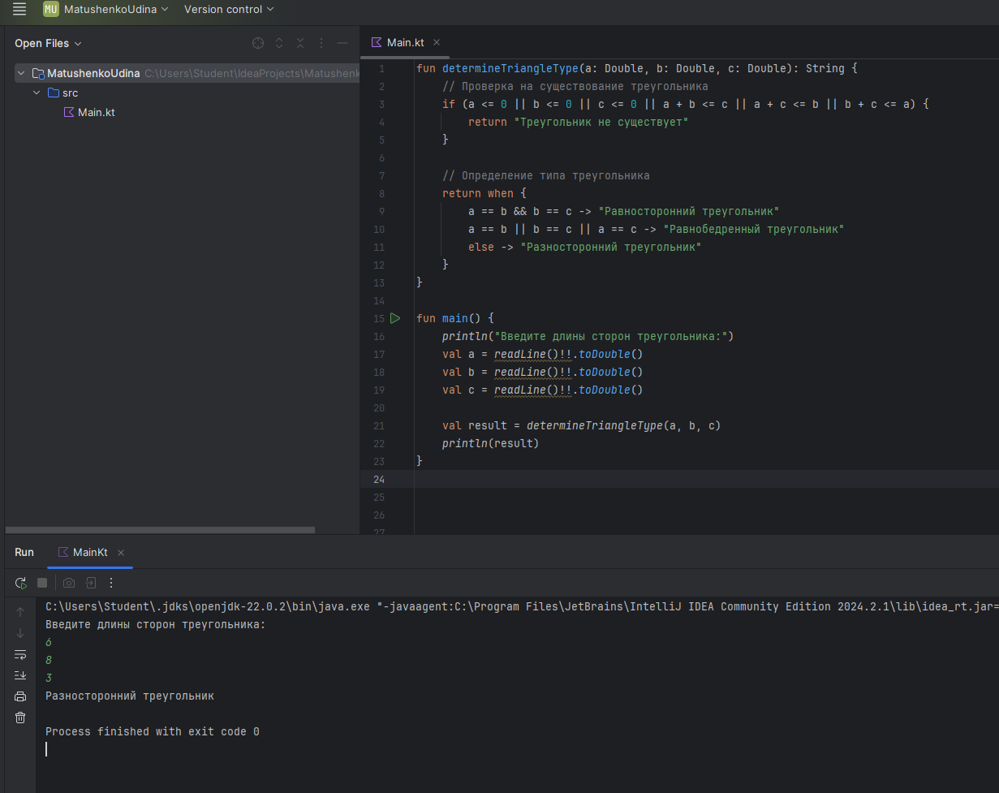 MU MatushenkoUdina Version control
Open Files
MatushenkoUdina C:\Users\Student\IdeaProjects\Matushenk
src
Main.kt
Main.kt
1 fun determineTriangleType(a: Double, b: Double, c: Double): String {
2 // Проверка на существование треугольника
3 if (a <= 0 || b <= 0 || c <= 0 || a + b <= c || a + c <= b || b + c <= a) {
4 return "Треугольник не существует"
5 }
6
7 // Определение типа треугольника
8 return when {
9 a == b && b == c -> "Равносторонний треугольник"
10 a == b || b == c || a == c -> "Равнобедренный треугольник"
11 else -> "Разносторонний треугольник"
12 }
13 }
14
15 fun main() {
16 println("Введите длины сторон треугольника:")
17 val a = readLine()!!.toDouble()
18 val b = readLine()!!.toDouble()
19 val c = readLine()!!.toDouble()
20
21 val result = determineTriangleType(a, b, c)
22 println(result)
23 }
24
25
26
27
Run MainKt
C:\Users\Student\.jdks\openjdk-22.0.2\bin\java.exe "-javaagent:C:\Program Files\JetBrains\IntelliJ IDEA Community Edition 2024.2.1\lib\idea_rt.jar=
Введите длины сторон треугольника:
6
8
3
Разносторонний треугольник
Process finished with exit code 0